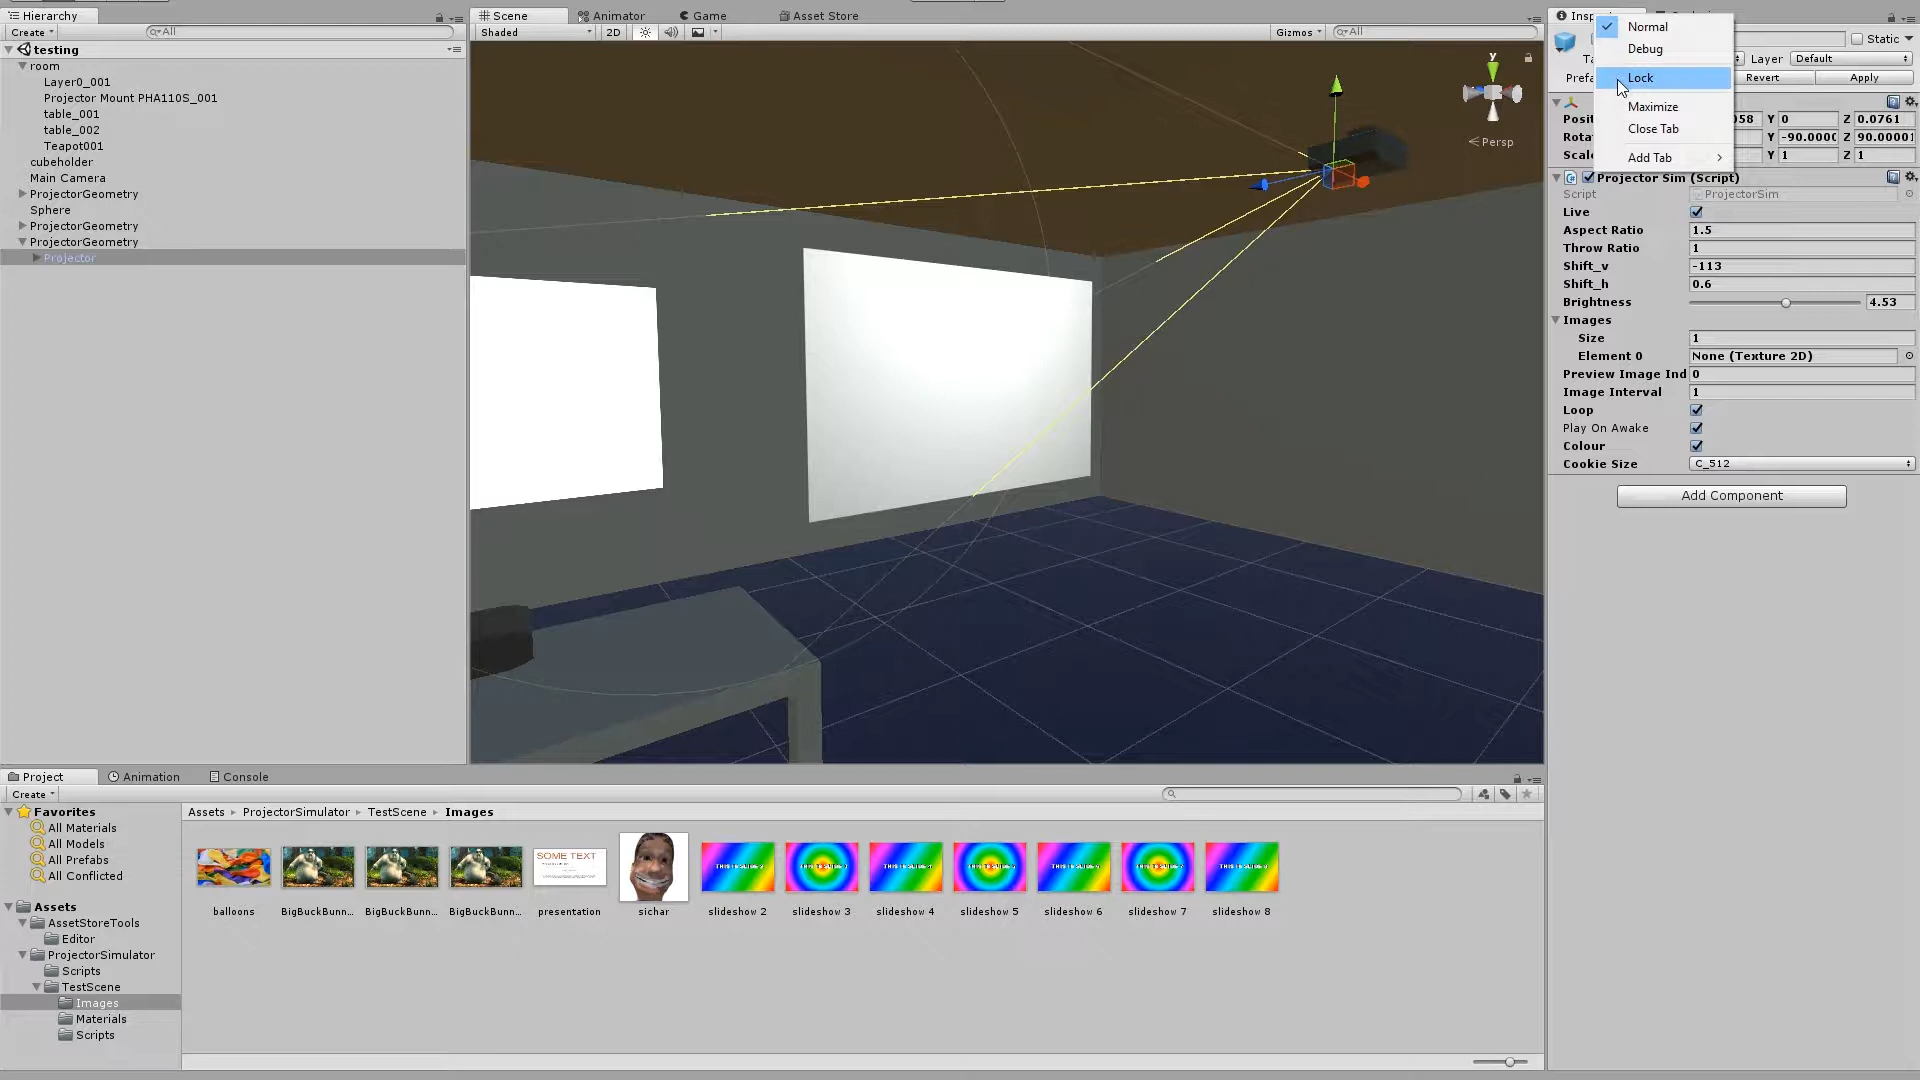 Hierarchy
Create
All
testing
room
Layer0_001
Projector Mount PHA110S_001
table_001
table_002
Teapot001
cubeholder
Main Camera
ProjectorGeometry
Sphere
ProjectorGeometry
ProjectorGeometry
Projector
Scene
Animator
Game
Asset Store
Shaded
2D
Gizmos
All
y
Persp
Normal
Debug
Lock
Maximize
Close Tab
Add Tab
Static
Layer
Default
Revert
Apply
Y 0 Z 0.0761
Y -90.0000 Z 90.00001
Y 1 Z 1
Projector Sim (Script)
Script ProjectorSim
Live
Aspect Ratio 1.5
Throw Ratio 1
Shift_v -113
Shift_h 0.6
Brightness 4.53
Images
Size 1
Element 0 None (Texture 2D)
Preview Image Ind 0
Image Interval 1
Loop
Play On Awake
Colour
Cookie Size C_512
Add Component
Project
Animation
Console
Create
Favorites
All Materials
All Models
All Prefabs
All Conflicted
Assets
AssetStoreTools
Editor
ProjectorSimulator
Scripts
TestScene
Images
Materials
Scripts
Assets ProjectorSimulator TestScene Images
SOME TEXT
balloons BigBuckBunn... BigBuckBunn... BigBuckBunn... presentation sichar slideshow 2 slideshow 3 slideshow 4 slideshow 5 slideshow 6 slideshow 7 slideshow 8